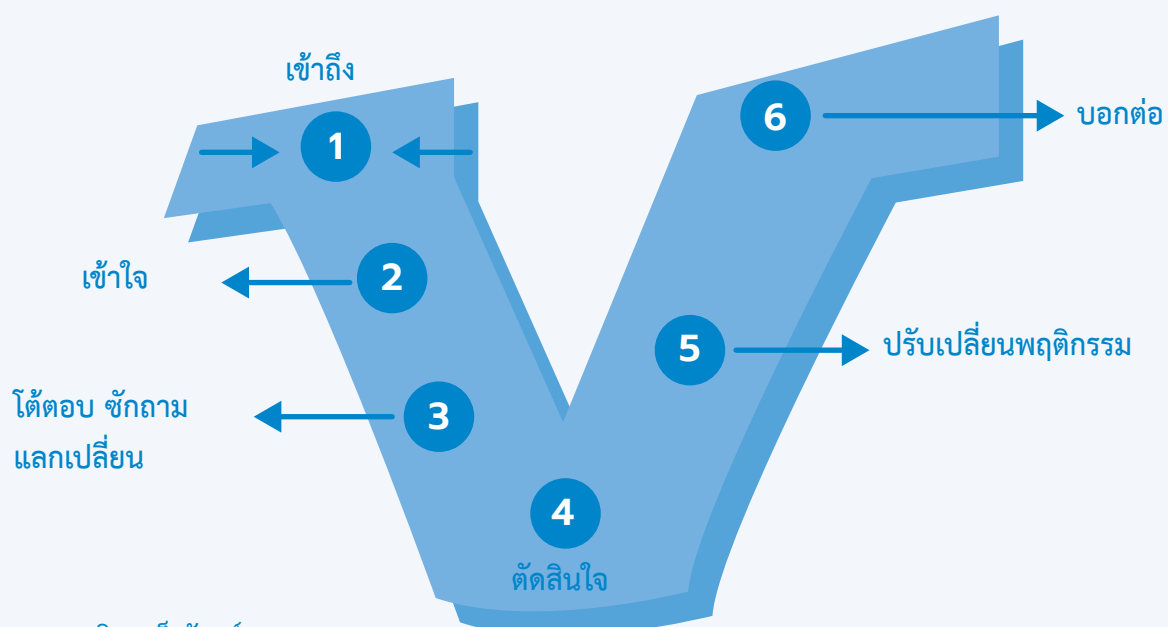 เข้าถึง
1
2
เข้าใจ
3
โต้ตอบ ซักถาม
แลกเปลี่ยน
4
ตัดสินใจ
5
ปรับเปลี่ยนพฤติกรรม
6
บอกต่อ